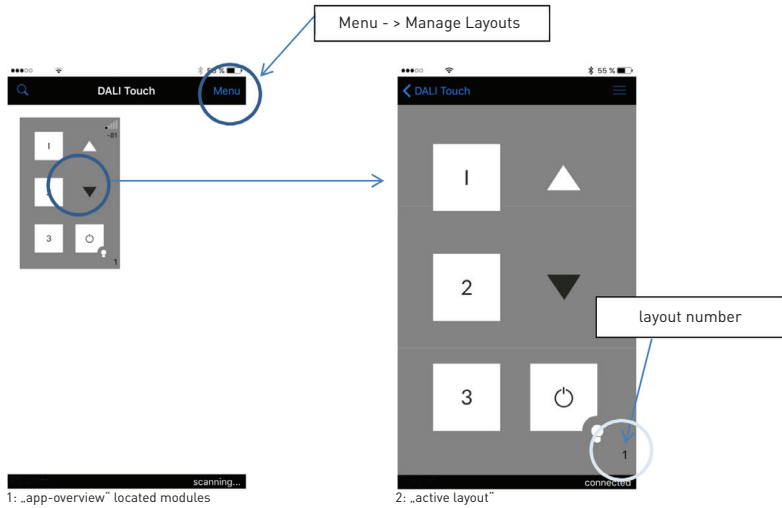 Menu - > Manage Layouts
55 %
DALI Touch
Menu
-81
I
3
1
scanning...
1: „app-overview“ located modules
55 %
DALI Touch
I
2
3
layout number
1
connected
2: „active layout“